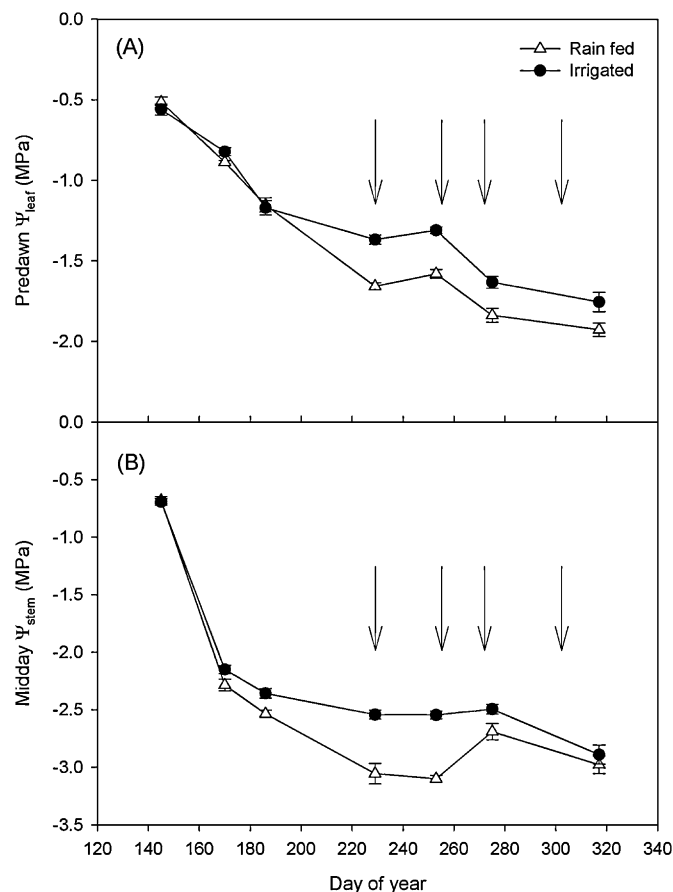 (A)
Rain fed
Irrigated
0.0
-0.5
-1.0
-1.5
-2.0
Predawn Ψleaf (MPa)
0.0
(B)
-0.5
-1.0
-1.5
-2.0
-2.5
-3.0
-3.5
Midday Ψstem (MPa)
120 140 160 180 200 220 240 260 280 300 320 340
Day of year